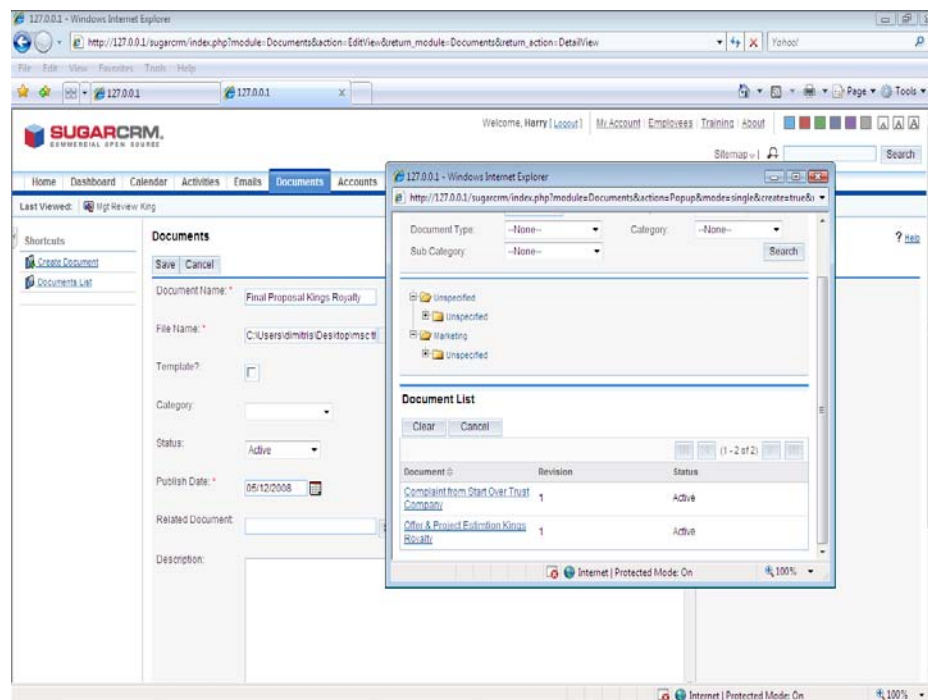 127.0.0.1 - Windows Internet Explorer
http://127.0.0.1/sugarcrm/index.php?module=Documents&action=EditView&return_module=Documents&return_action=DetailView
Yahoo!
File Edit View Favorites Tools Help
127.0.0.1
127.0.0.1
Page Tools
SUGARCRM.
COMMERCIAL OPEN SOURCE
Welcome, Harry [Logout] My Account Employees Training About
A A A
Sitemap
Search
Home Dashboard Calendar Activities Emails Documents Accounts
Last Viewed: Mgt Review King
Shortcuts
Create Document
Documents List
Documents
? Help
Save Cancel
Document Name: *
Final Proposal Kings Royalty
File Name: *
C:\Users\dimitris\Desktop\msc
Template?
Category:
Status:
Active
Publish Date: *
05/12/2008
Related Document:
Description:
127.0.0.1 - Windows Internet Explorer
http://127.0.0.1/sugarcrm/index.php?module=Documents&action=Popup&mode=single&create=true&
Document Type: --None--
Category: --None--
Sub Category: --None--
Search
Unspecified
Unspecified
Marketing
Unspecified
Document List
Clear Cancel
(1 - 2 of 2)
Document Revision Status
Complaint from Start Over Trust
Company
1 Active
Offer & Project Estimtion Kings
Royalty
1 Active
Internet | Protected Mode: On
100%
Internet | Protected Mode: On
100%